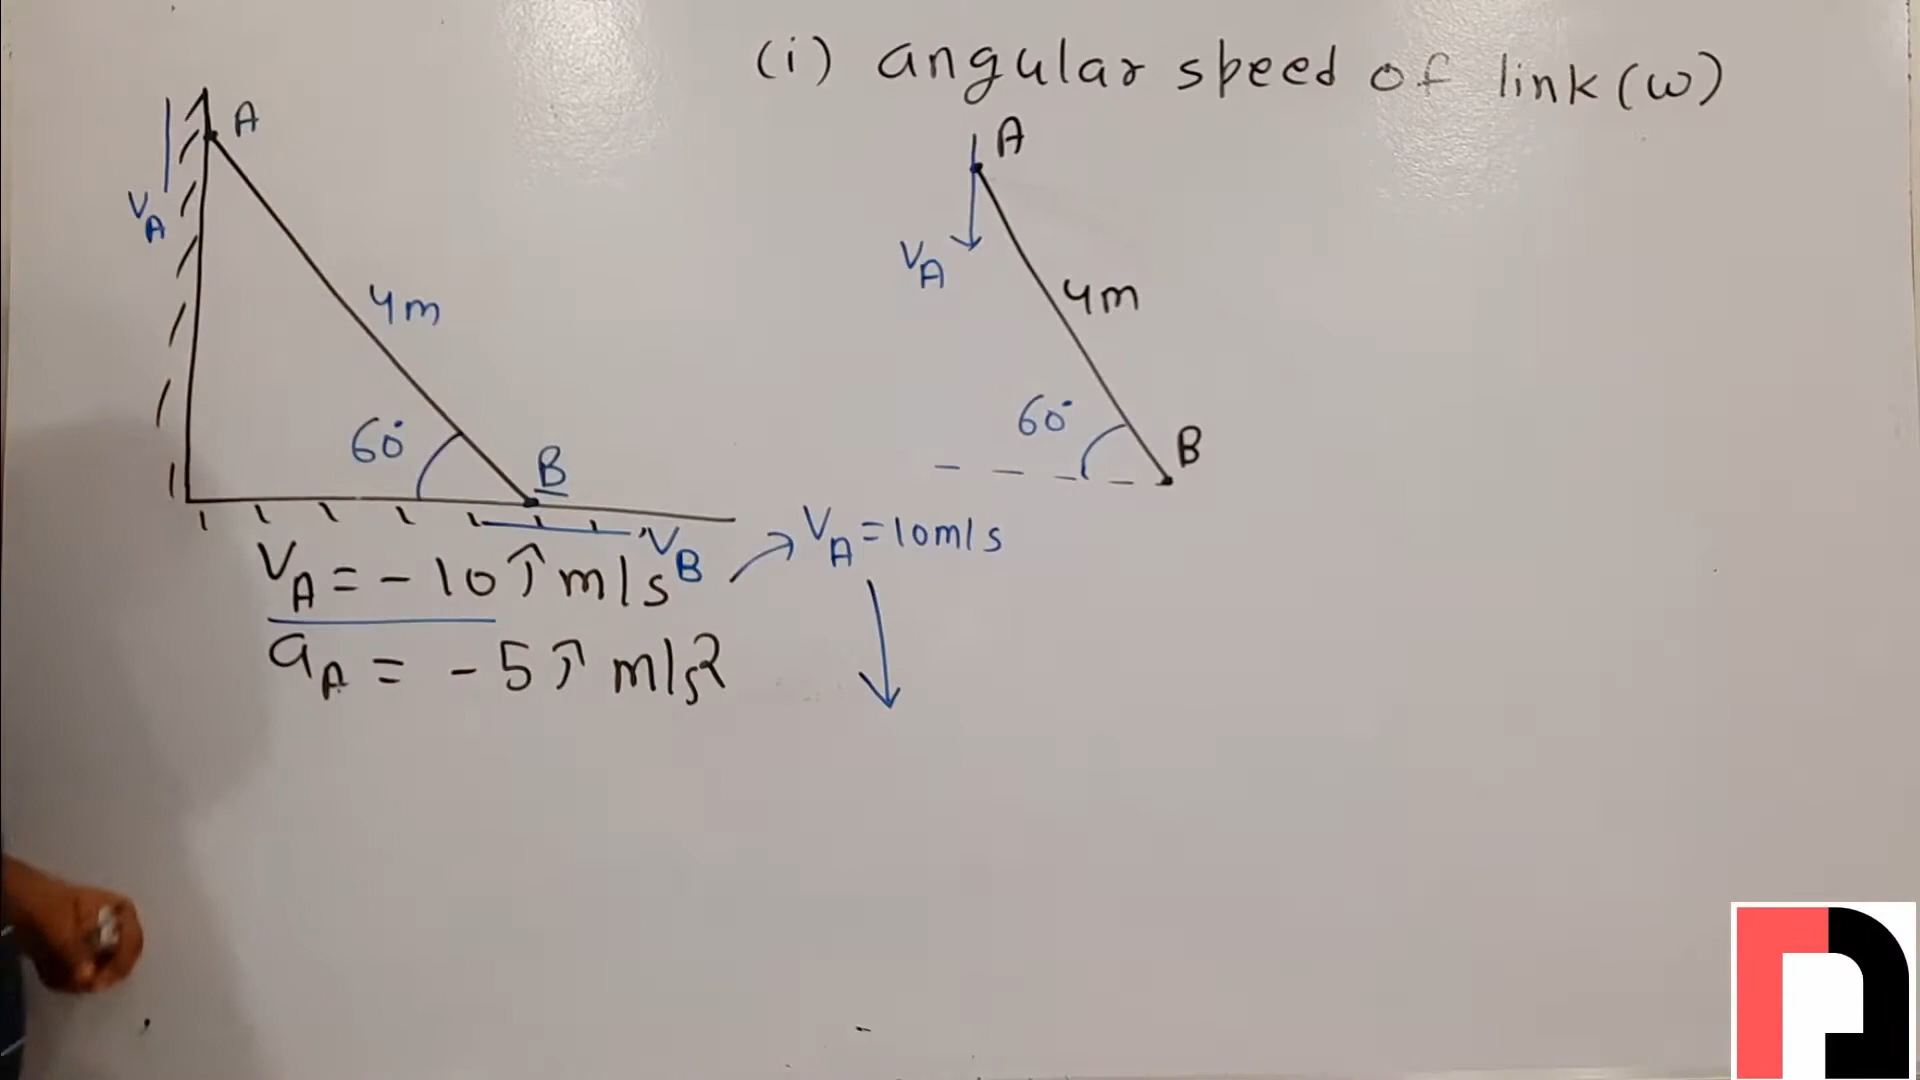 (i) angular speed of link (ω)
A
V_A
4m
60°
B
V_B
V_A = -10 ĵ m/s
a_A = -5 ĵ m/s²
A
V_A
4m
60°
B
V_A = 10 m/s